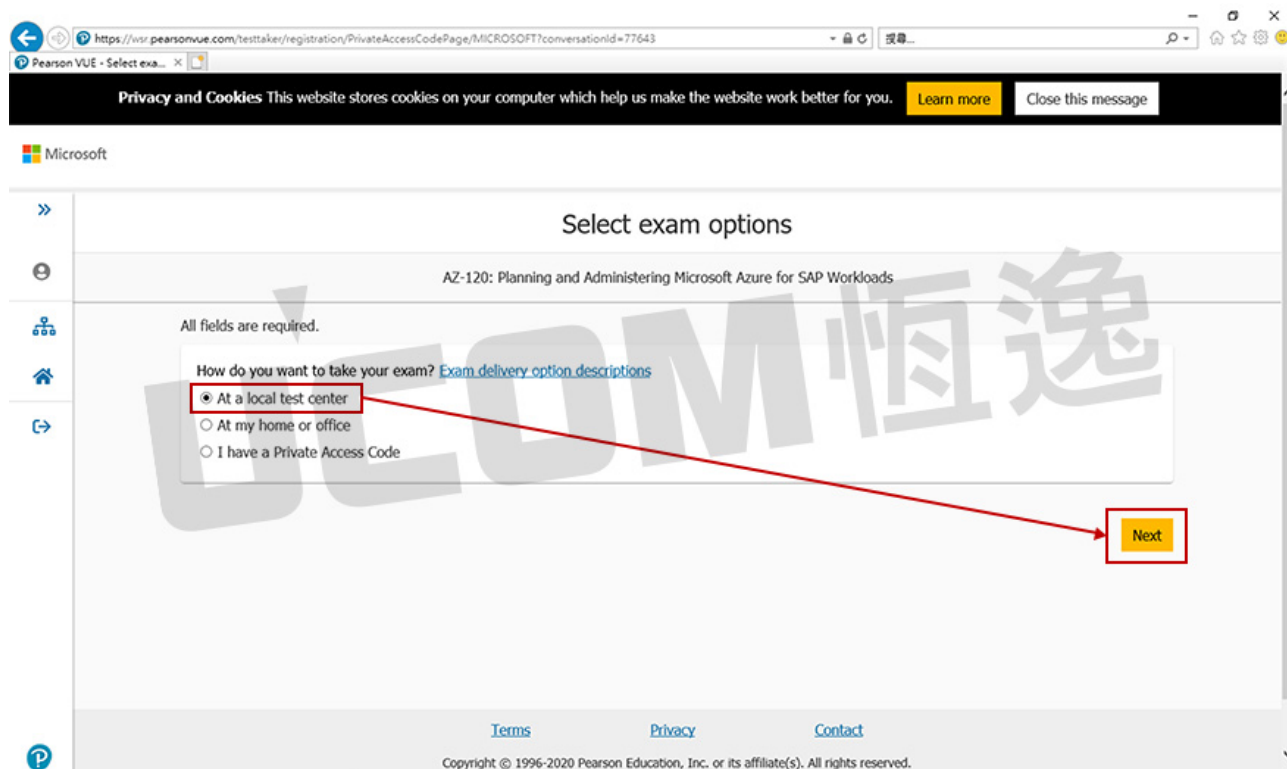 https://wsr.pearsonvue.com/testtaker/registration/PrivateAccessCodePage/MICROSOFT?conversationId=77643
搜尋...
Pearson VUE - Select exa...
Privacy and Cookies This website stores cookies on your computer which help us make the website work better for you. Learn more Close this message
Microsoft
Select exam options
AZ-120: Planning and Administering Microsoft Azure for SAP Workloads
All fields are required.
How do you want to take your exam? Exam delivery option descriptions
At a local test center
At my home or office
I have a Private Access Code
U'COM恆逸
Next
Terms Privacy Contact
Copyright © 1996-2020 Pearson Education, Inc. or its affiliate(s). All rights reserved.